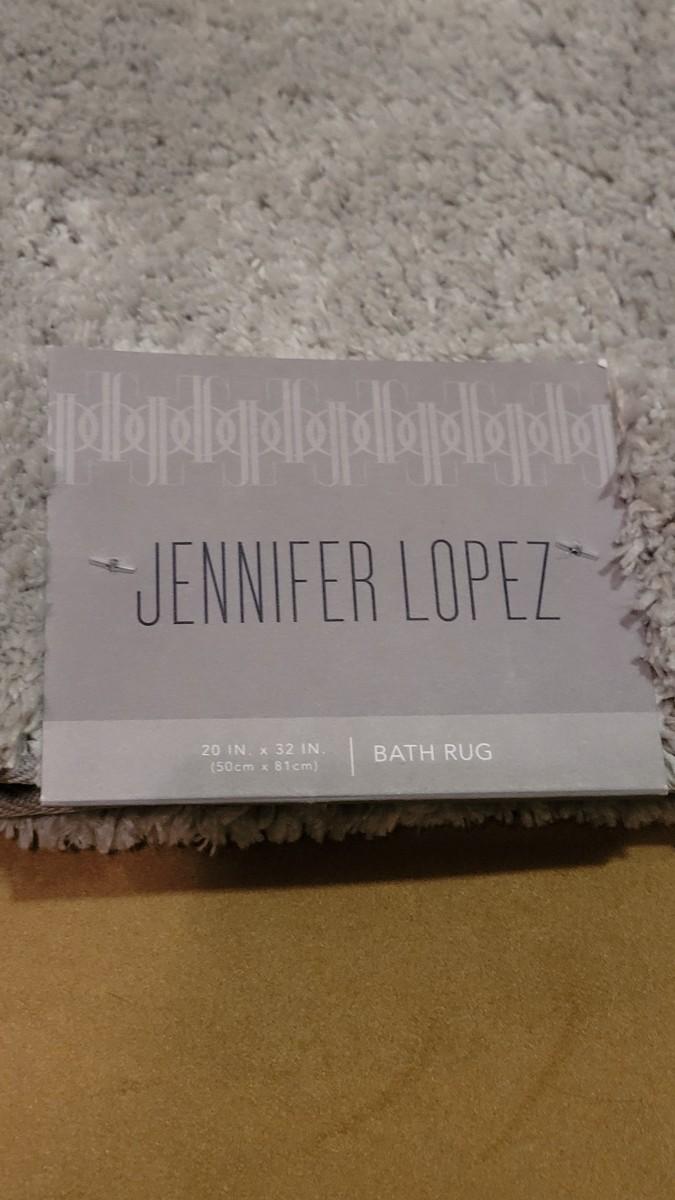 JENNIFER LOPEZ
20 IN. x 32 IN.
(50cm x 81cm)
BATH RUG